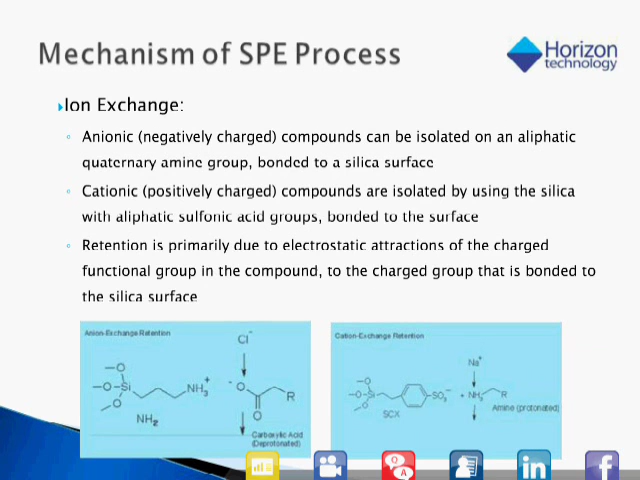 Mechanism of SPE Process
Horizon
technology
Ion Exchange:
Anionic (negatively charged) compounds can be isolated on an aliphatic
quaternary amine group, bonded to a silica surface
Cationic (positively charged) compounds are isolated by using the silica
with aliphatic sulfonic acid groups, bonded to the surface
Retention is primarily due to electrostatic attractions of the charged
functional group in the compound, to the charged group that is bonded to
the silica surface
Anion-Exchange Retention
Cl⁻
—O
—O—Si
—O
NH₃⁺
⁻O
R
O
NH₂
Carboxylic Acid
(Deprotonated)
Cation-Exchange Retention
Na⁺
—O
—O—Si
—O
SO₃⁻
+ NH₃
R
SCX
Amine (protonated)
Q
A
in
f